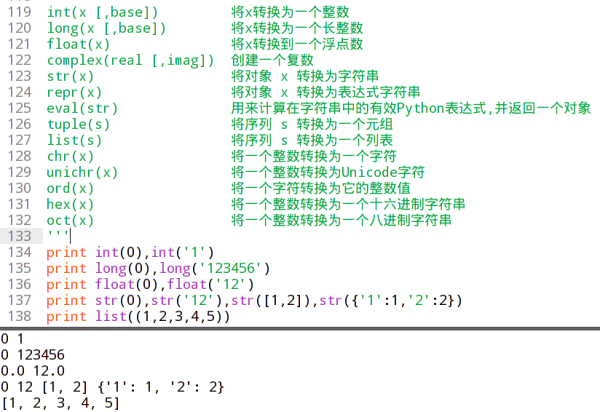 119 int(x [,base]) 将x转换为一个整数
120 long(x [,base]) 将x转换为一个长整数
121 float(x) 将x转换到一个浮点数
122 complex(real [,imag]) 创建一个复数
123 str(x) 将对象 x 转换为字符串
124 repr(x) 将对象 x 转换为表达式字符串
125 eval(str) 用来计算在字符串中的有效Python表达式,并返回一个对象
126 tuple(s) 将序列 s 转换为一个元组
127 list(s) 将序列 s 转换为一个列表
128 chr(x) 将一个整数转换为一个字符
129 unichr(x) 将一个整数转换为Unicode字符
130 ord(x) 将一个字符转换为它的整数值
131 hex(x) 将一个整数转换为一个十六进制字符串
132 oct(x) 将一个整数转换为一个八进制字符串
133 '''
134 print int(0),int('1')
135 print long(0),long('123456')
136 print float(0),float('12')
137 print str(0),str('12'),str([1,2]),str({'1':1,'2':2})
138 print list((1,2,3,4,5))
0 1
0 123456
0.0 12.0
0 12 [1, 2] {'1': 1, '2': 2}
[1, 2, 3, 4, 5]